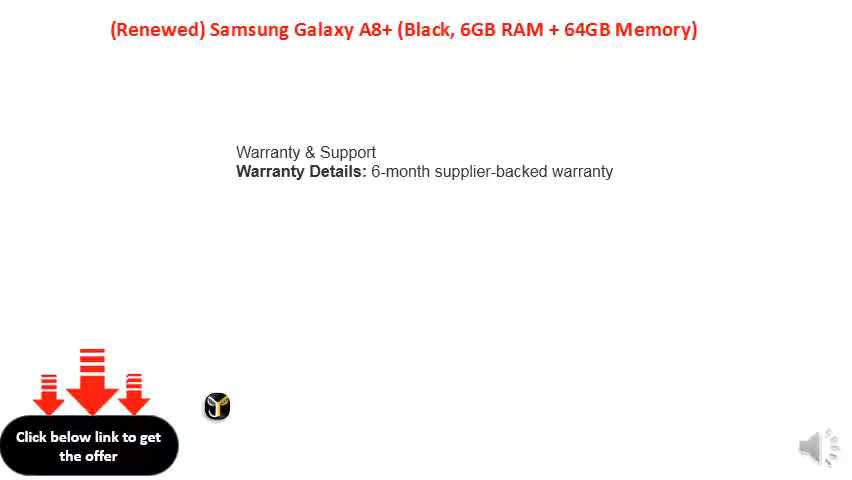 (Renewed) Samsung Galaxy A8+ (Black, 6GB RAM + 64GB Memory)
Warranty & Support
Warranty Details: 6-month supplier-backed warranty
Click below link to get
the offer